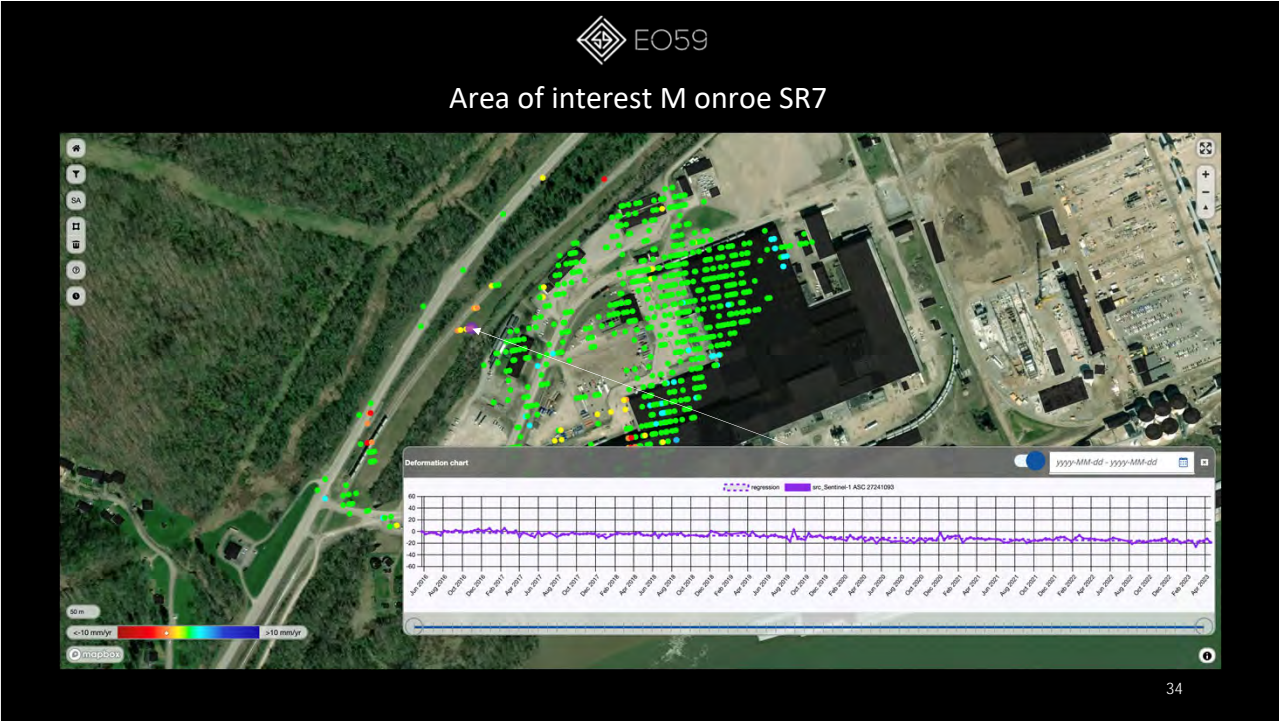 EO59
Area of interest M onroe SR7
SA
Deformation chart
yyyy-MM-dd - yyyy-MM-dd
regression src_Sentinel-1 ASC 27241093
60
40
20
0
-20
-40
-60
Jun 2016 Aug 2016 Oct 2016 Dec 2016 Feb 2017 Apr 2017 Jun 2017 Aug 2017 Oct 2017 Dec 2017 Feb 2018 Apr 2018 Jun 2018 Aug 2018 Oct 2018 Dec 2018 Feb 2019 Apr 2019 Jun 2019 Aug 2019 Oct 2019 Dec 2019 Feb 2020 Apr 2020 Jun 2020 Aug 2020 Oct 2020 Dec 2020 Feb 2021 Apr 2021 Jun 2021 Aug 2021 Oct 2021 Dec 2021 Feb 2022 Apr 2022 Jun 2022 Aug 2022 Oct 2022 Dec 2022 Feb 2023 Apr 2023
50 m
<-10 mm/yr >10 mm/yr
mapbox
34